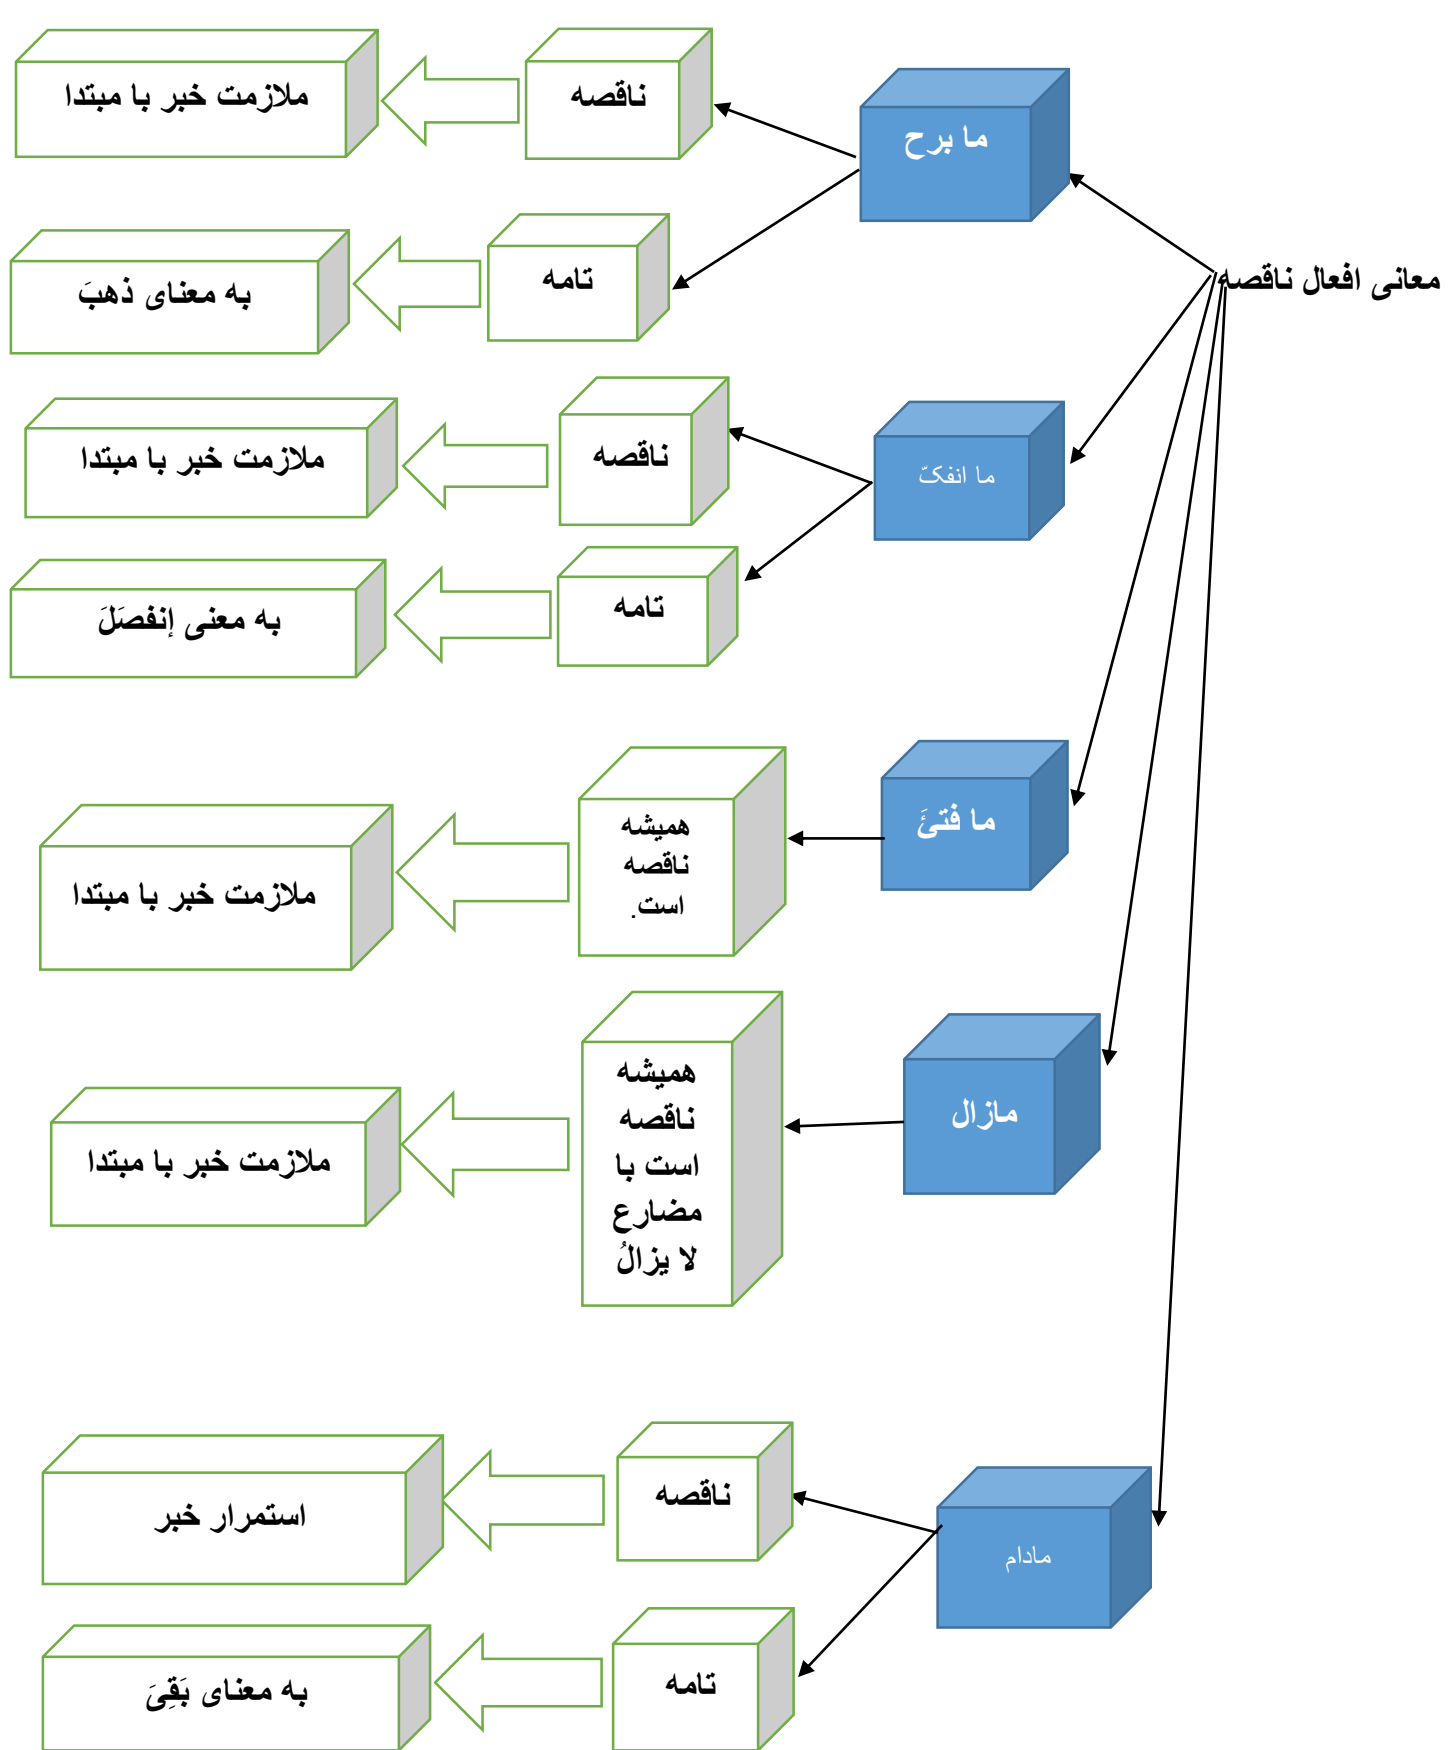 معانی افعال ناقصه
ما برح
ناقصه
ملازمت خبر با مبتدا
تامه
به معنای ذهبَ
ما انفکّ
ناقصه
ملازمت خبر با مبتدا
تامه
به معنی إنفصَلَ
ما فتئَ
همیشه
ناقصه
است.
ملازمت خبر با مبتدا
مازال
همیشه
ناقصه
است با
مضارع
لا یزالُ
ملازمت خبر با مبتدا
مادام
ناقصه
استمرار خبر
تامه
به معنای بَقِیَ